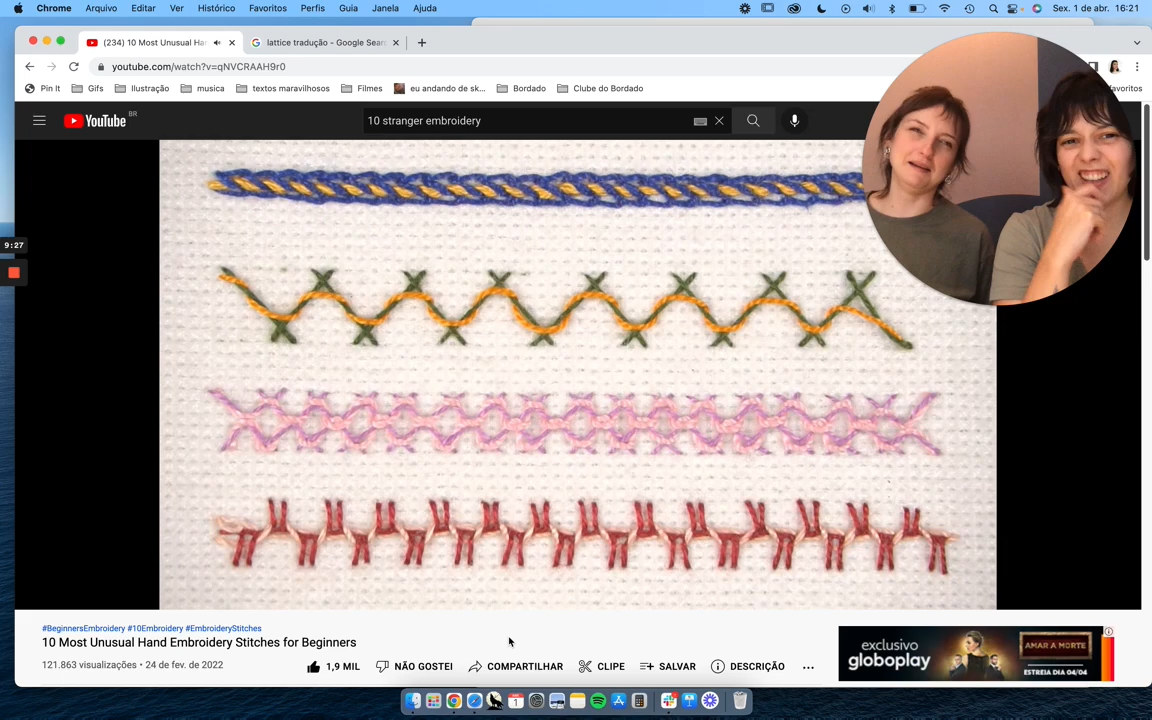 Chrome Arquivo Editar Ver Histórico Favoritos Perfis Guia Janela Ajuda Sex. 1 de abr. 16:21
(234) 10 Most Unusual Ha
lattice tradução - Google Sear
youtube.com/watch?v=qNVCRAAH9r0
Pin It Gifs Ilustração musica textos maravilhosos Filmes eu andando de sk... Bordado Clube do Bordado
YouTube BR
10 stranger embroidery
9:27
#BeginnersEmbroidery #10Embroidery #EmbroideryStitches
10 Most Unusual Hand Embroidery Stitches for Beginners
121.863 visualizações • 24 de fev. de 2022
1,9 MIL NÃO GOSTEI COMPARTILHAR CLIPE SALVAR DESCRIÇÃO ...
exclusivo
globoplay
AMAR A MORTE
ESTREIA DIA 04/04